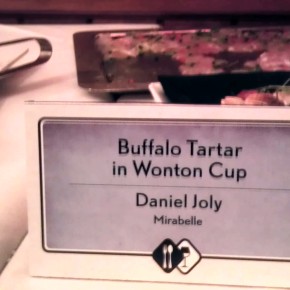 Buffalo Tartar
in Wonton Cup
Daniel Joly
Mirabelle